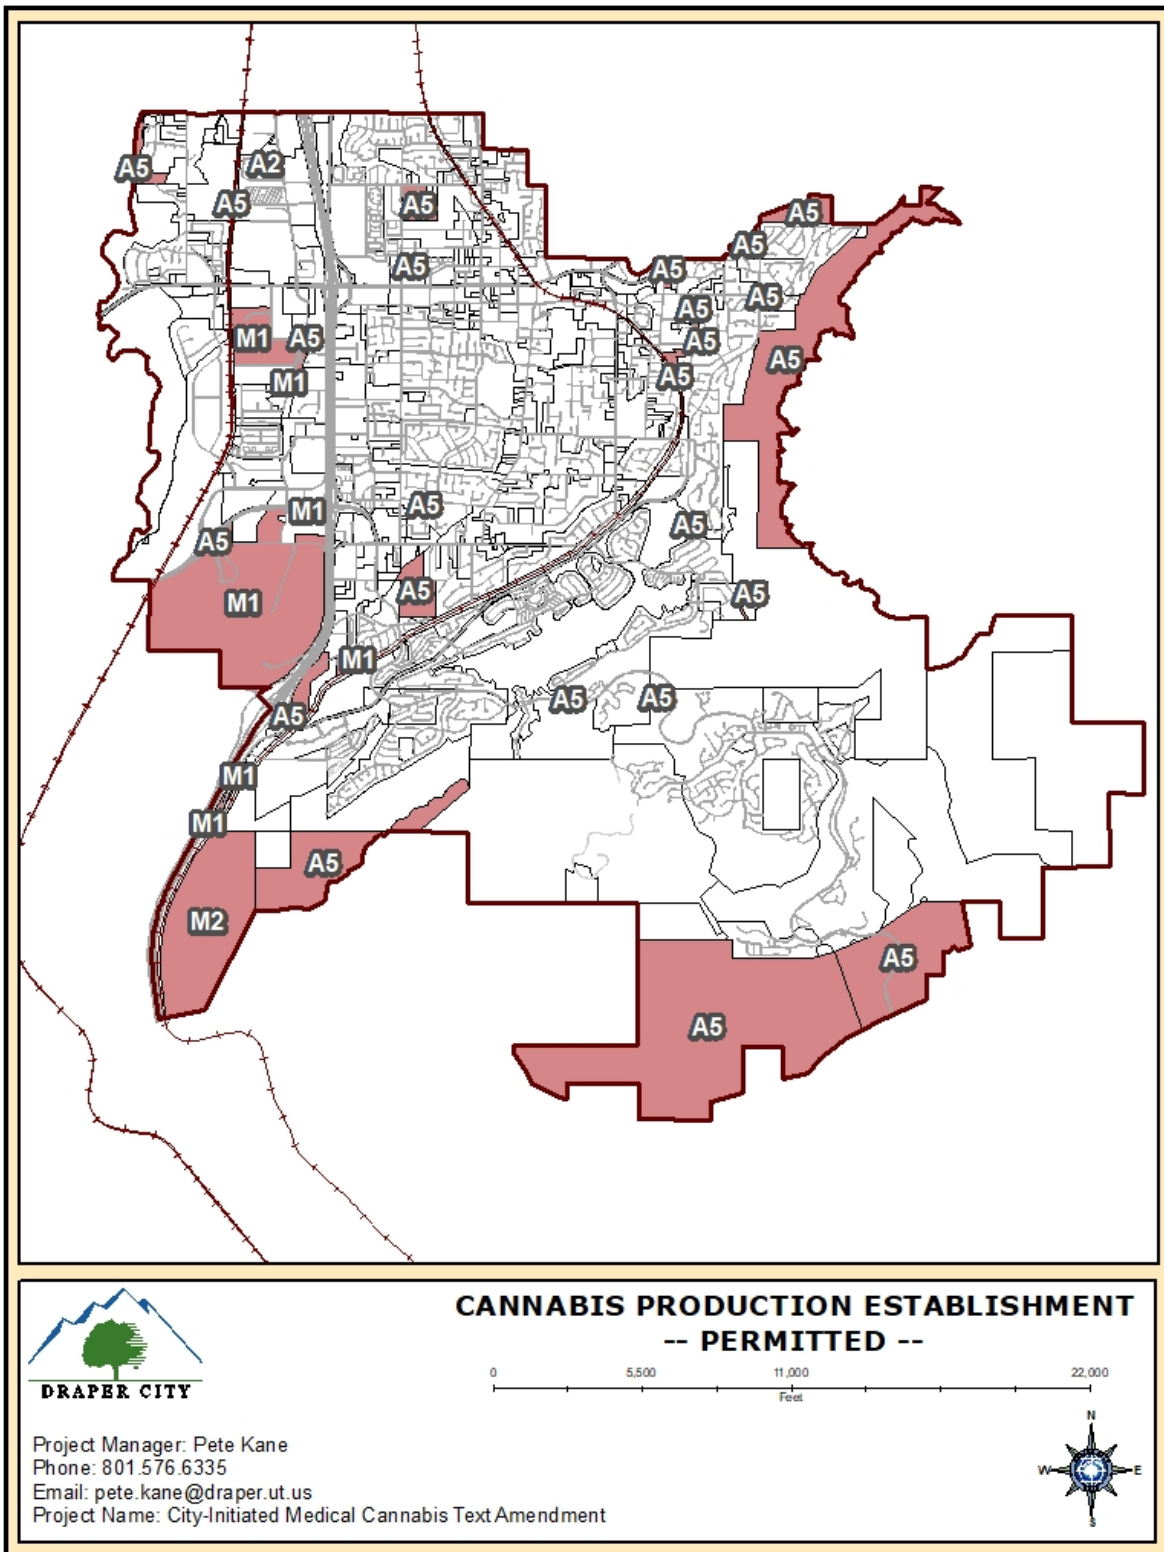 A5
A2
A5
A5
A5
A5
A5
A5
A5
A5
M1
A5
A5
A5
M1
A5
A5
M1
A5
A5
A5
M1
A5
A5
M1
A5
A5
A5
M1
M1
A5
M2
A5
A5
CANNABIS PRODUCTION ESTABLISHMENT
-- PERMITTED --
0 5,500 11,000 22,000
Feet
DRAPER CITY
N
W E
S
Project Manager: Pete Kane
Phone: 801.576.6335
Email: pete.kane@draper.ut.us
Project Name: City-Initiated Medical Cannabis Text Amendment